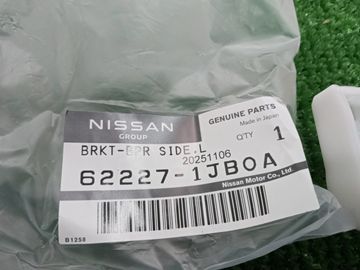 NISSAN
GROUP
GENUINE PARTS
Made in Japan
Q'TY 1
BRKT-BPR SIDE.L
20251106
62227-1JB0A
Nissan Motor Co., Ltd.
B1258